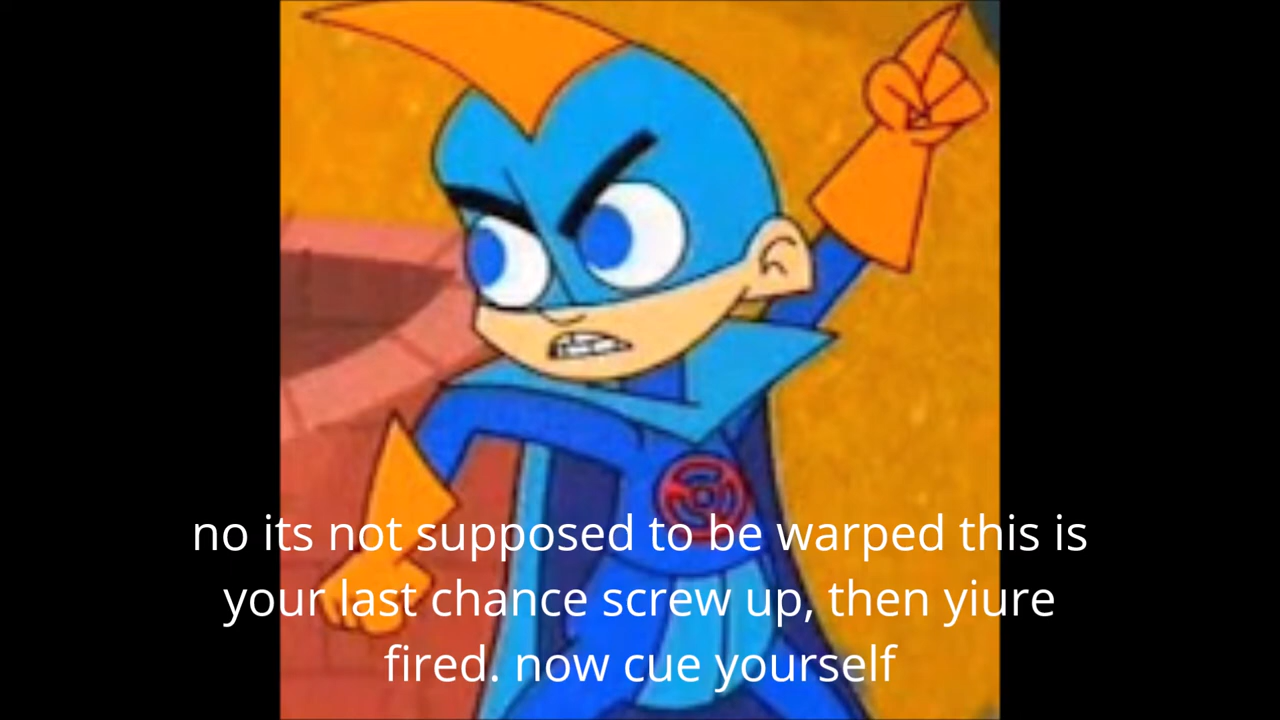 no its not supposed to be warped this is
your last chance screw up, then yiure
fired. now cue yourself